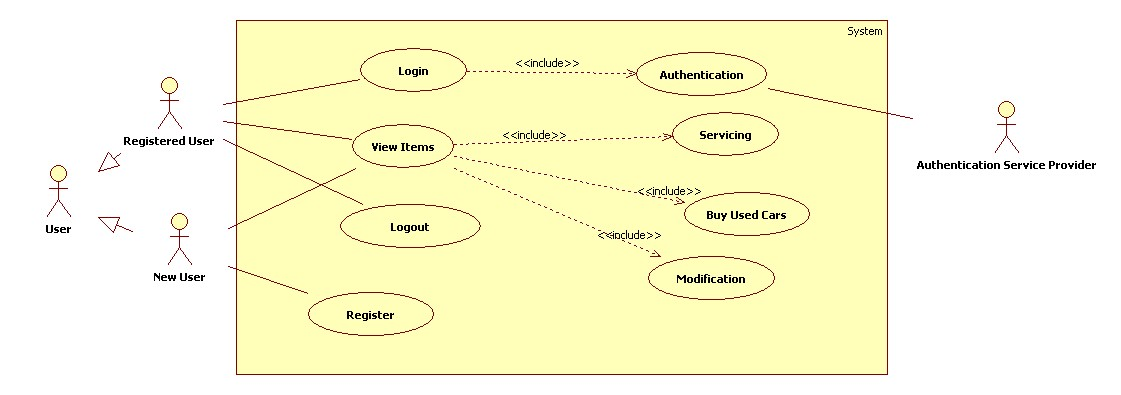 System
Login
<<include>>
Authentication
Registered User
View Items
<<include>>
Servicing
Authentication Service Provider
User
<<include>>
Buy Used Cars
Logout
<<include>>
New User
Modification
Register